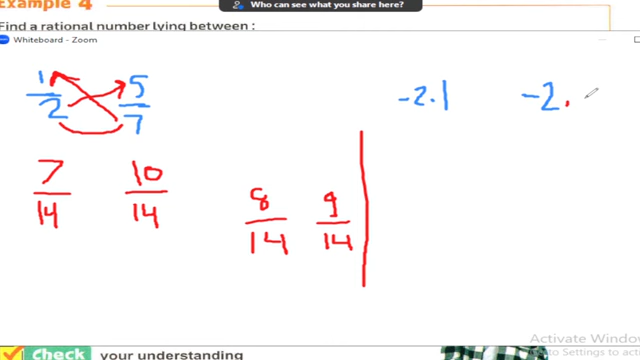 Example 4
Who can see what you share here?
Find a rational number lying between :
Whiteboard - Zoom
1/2 5/7
-2.1 -2.
7/14 10/14
8/14 9/14
Activate Window
to Settings to activ
Check your understanding